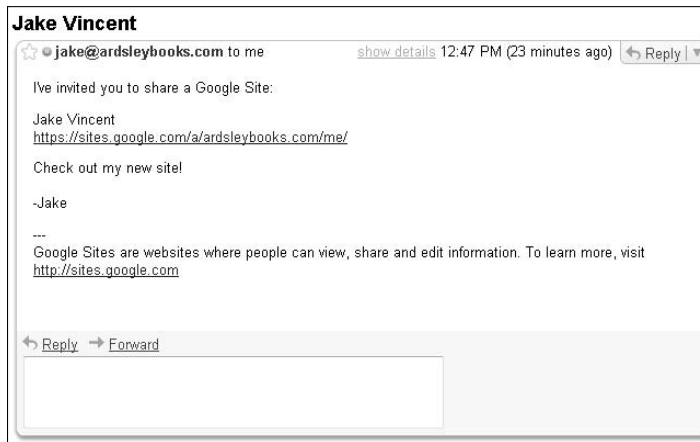 Jake Vincent
jake@ardsleybooks.com to me show details 12:47 PM (23 minutes ago) Reply
I've invited you to share a Google Site:
Jake Vincent
https://sites.google.com/a/ardsleybooks.com/me/
Check out my new site!
-Jake
---
Google Sites are websites where people can view, share and edit information. To learn more, visit
http://sites.google.com
Reply Forward